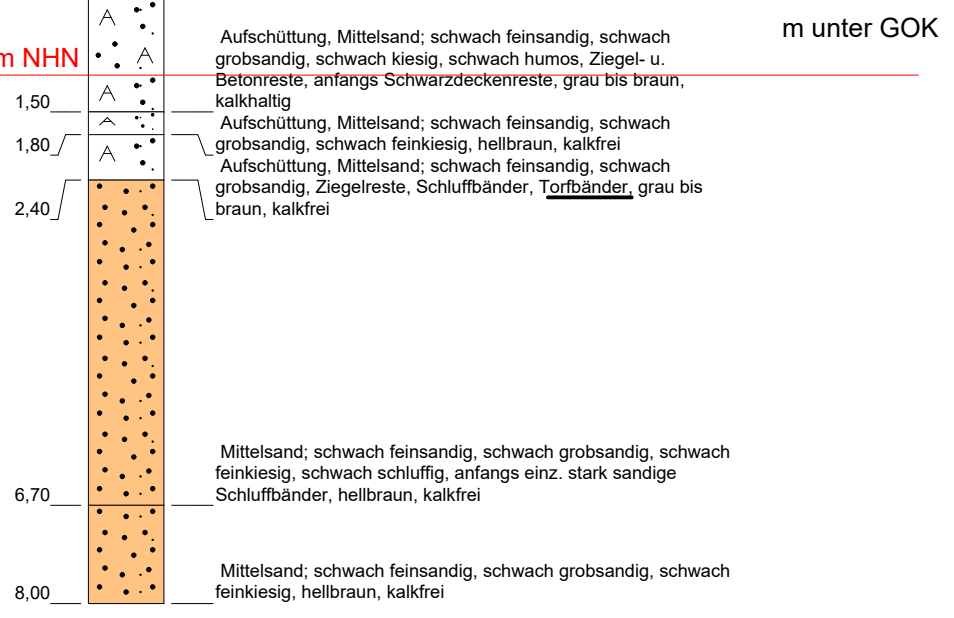 m unter GOK
m NHN
Aufschüttung, Mittelsand; schwach feinsandig, schwach
grobsandig, schwach kiesig, schwach humos, Ziegel- u.
Betonreste, anfangs Schwarzdeckenreste, grau bis braun,
kalkhaltig
1,50
Aufschüttung, Mittelsand; schwach feinsandig, schwach
grobsandig, schwach feinkiesig, hellbraun, kalkfrei
1,80
Aufschüttung, Mittelsand; schwach feinsandig, schwach
grobsandig, Ziegelreste, Schluffbänder, Torfbänder, grau bis
braun, kalkfrei
2,40
Mittelsand; schwach feinsandig, schwach grobsandig, schwach
feinkiesig, schwach schluffig, anfangs einz. stark sandige
Schluffbänder, hellbraun, kalkfrei
6,70
Mittelsand; schwach feinsandig, schwach grobsandig, schwach
feinkiesig, hellbraun, kalkfrei
8,00
A
A
A
A
A